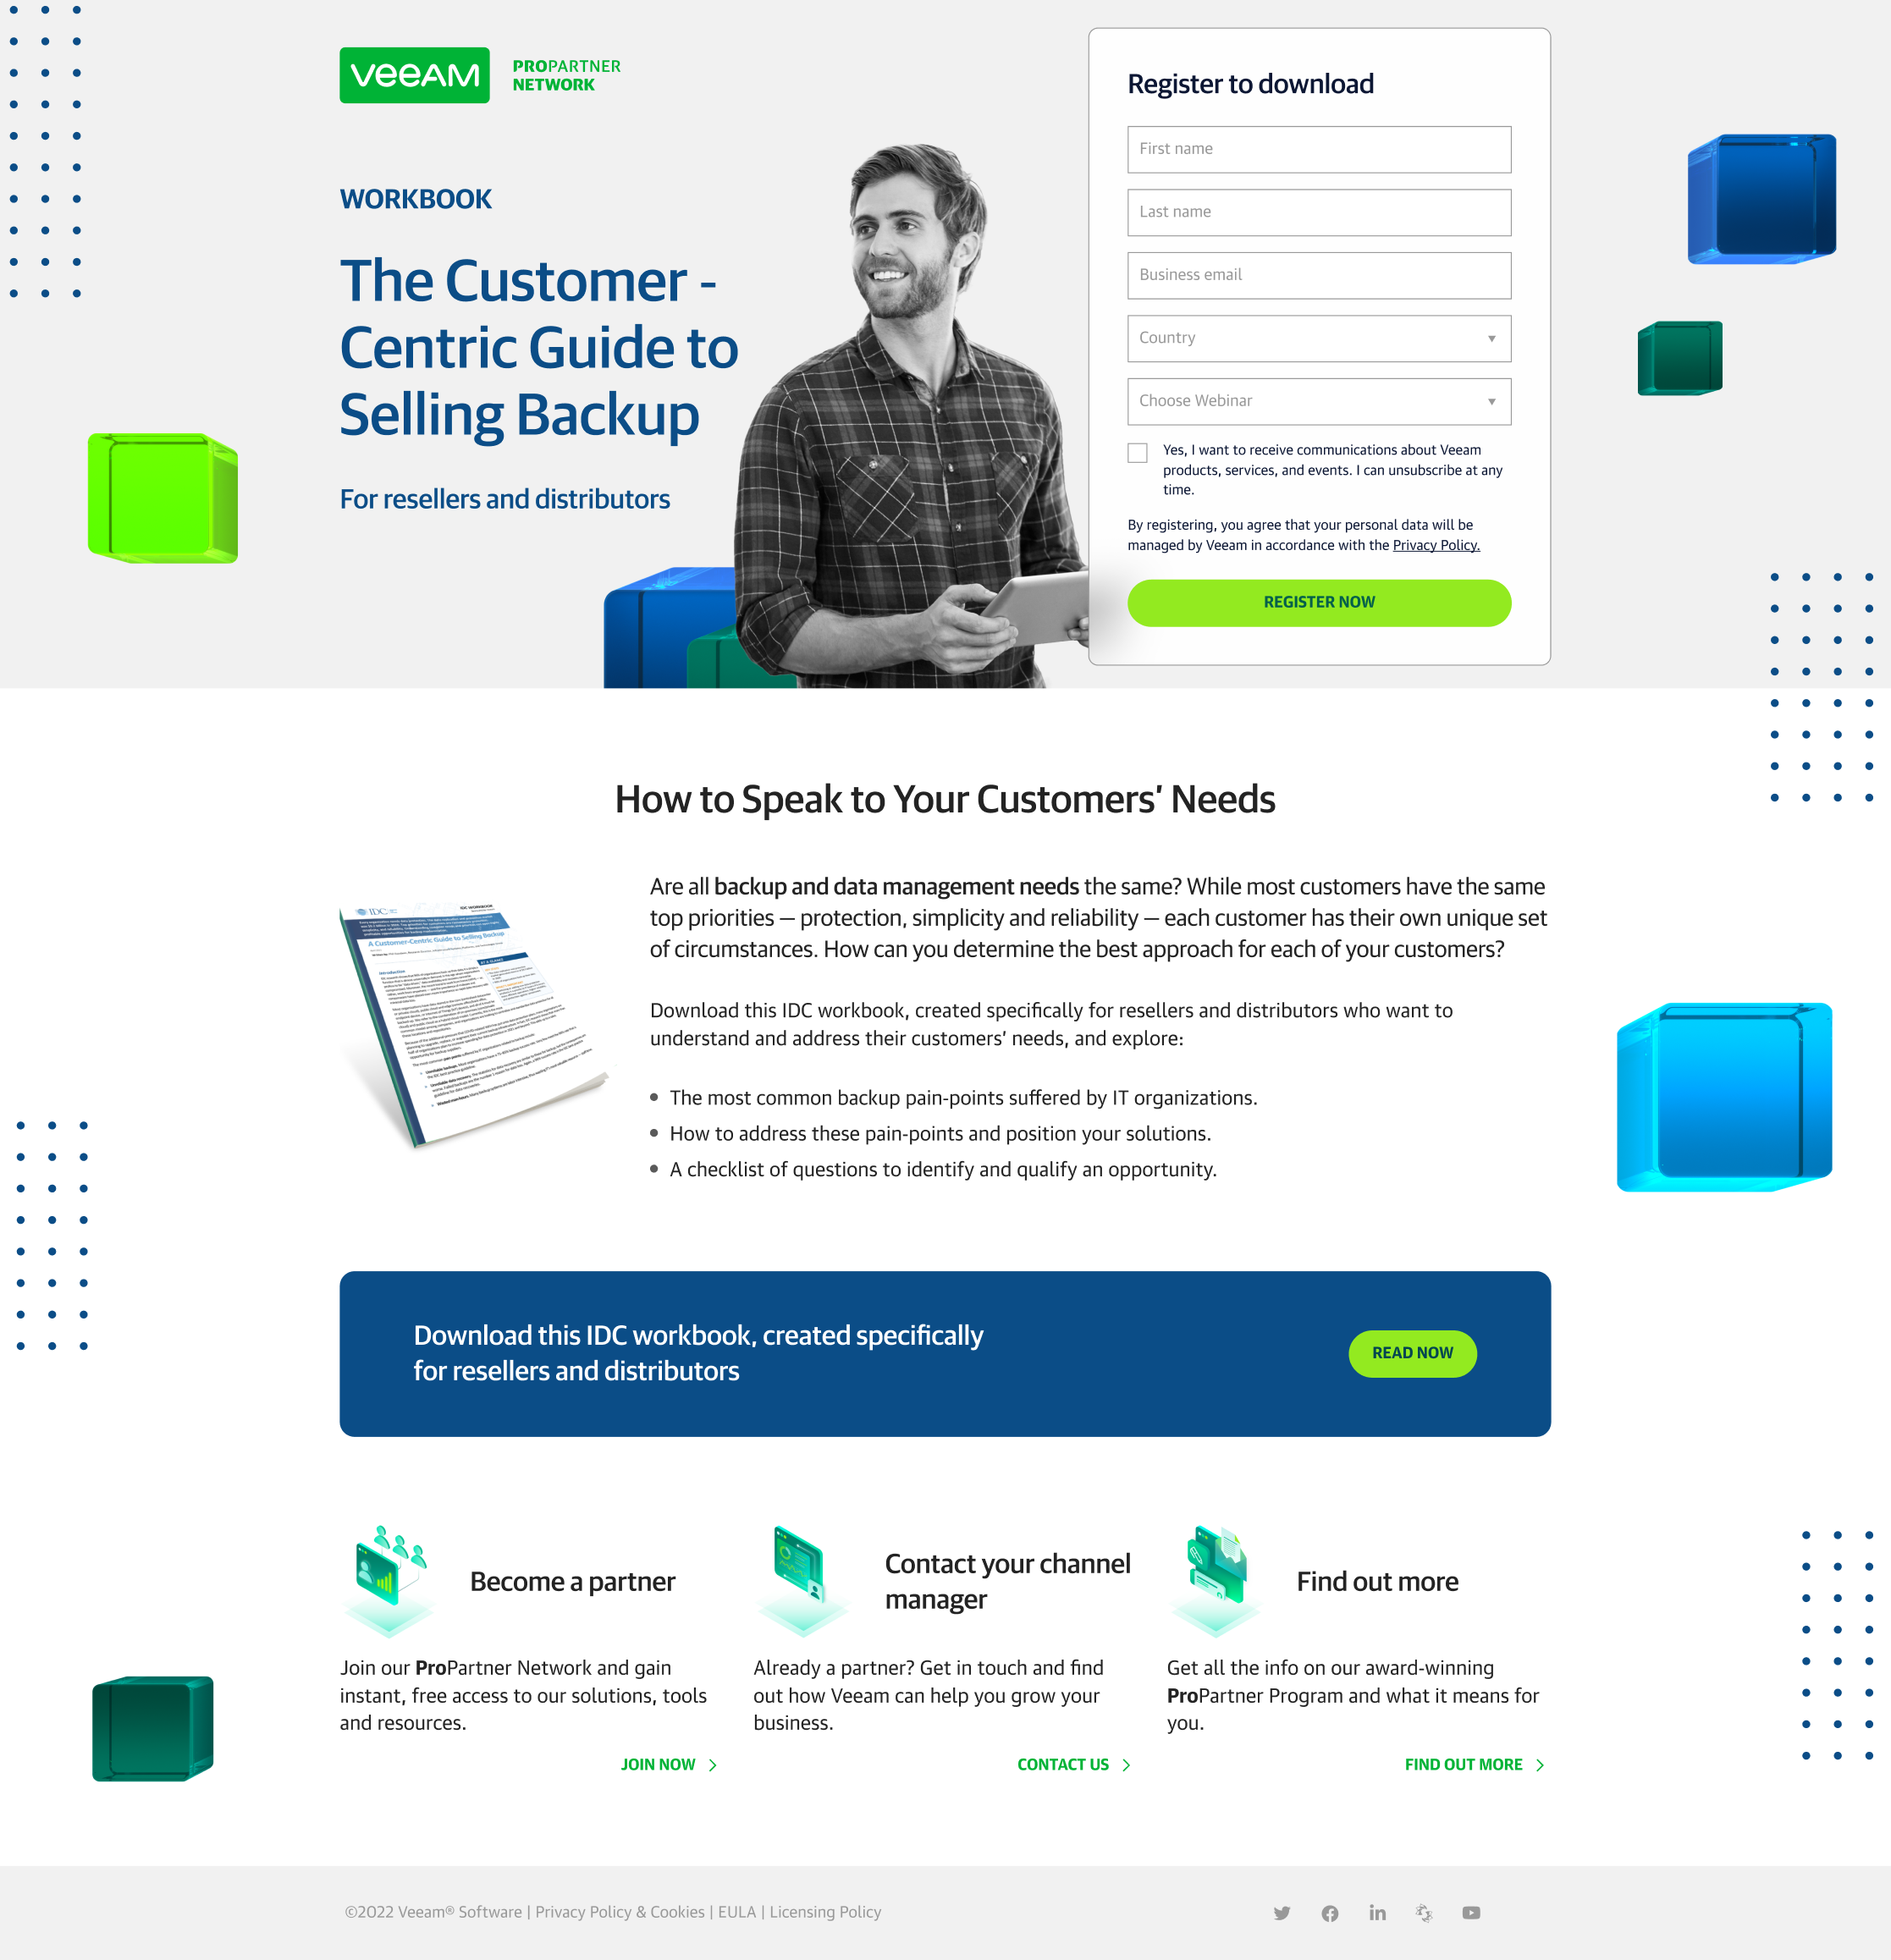 VeeAM
PROPARTNER
NETWORK
WORKBOOK
The Customer -
Centric Guide to
Selling Backup
For resellers and distributors
Register to download
First name
Last name
Business email
Country
Choose Webinar
Yes, I want to receive communications about Veeam
products, services, and events. I can unsubscribe at any
time.
By registering, you agree that your personal data will be
managed by Veeam in accordance with the Privacy Policy.
REGISTER NOW
How to Speak to Your Customers’ Needs
IDC
IDC WORKBOOK
A Customer-Centric Guide to Selling Backup
Introduction
Are all backup and data management needs the same? While most customers have the same
top priorities — protection, simplicity and reliability — each customer has their own unique set
of circumstances. How can you determine the best approach for each of your customers?
Download this IDC workbook, created specifically for resellers and distributors who want to
understand and address their customers’ needs, and explore:
• The most common backup pain-points suffered by IT organizations.
• How to address these pain-points and position your solutions.
• A checklist of questions to identify and qualify an opportunity.
Download this IDC workbook, created specifically
for resellers and distributors
READ NOW
Become a partner
Join our ProPartner Network and gain
instant, free access to our solutions, tools
and resources.
JOIN NOW
Contact your channel
manager
Already a partner? Get in touch and find
out how Veeam can help you grow your
business.
CONTACT US
Find out more
Get all the info on our award-winning
ProPartner Program and what it means for
you.
FIND OUT MORE
©2022 Veeam® Software | Privacy Policy & Cookies | EULA | Licensing Policy